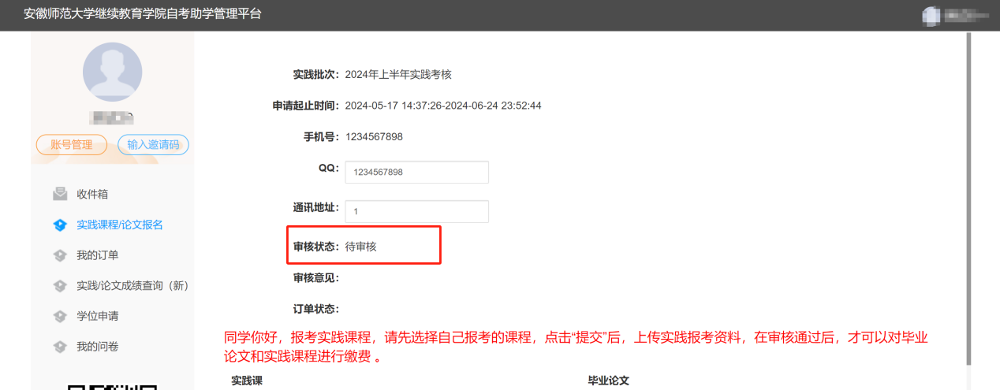 安徽师范大学继续教育学院自考助学管理平台
账号管理
输入邀请码
收件箱
实践课程/论文报名
我的订单
实践/论文成绩查询（新）
学位申请
我的问卷
实践批次：2024年上半年实践考核
申请起止时间：2024-05-17 14:37:26-2024-06-24 23:52:44
手机号：1234567898
QQ：1234567898
通讯地址：1
审核状态：待审核
审核意见：
订单状态：
同学你好，报考实践课程，请先选择自己报考的课程，点击“提交”后，上传实践报考资料，在审核通过后，才可以对毕业
论文和实践课程进行缴费 。
实践课 毕业论文